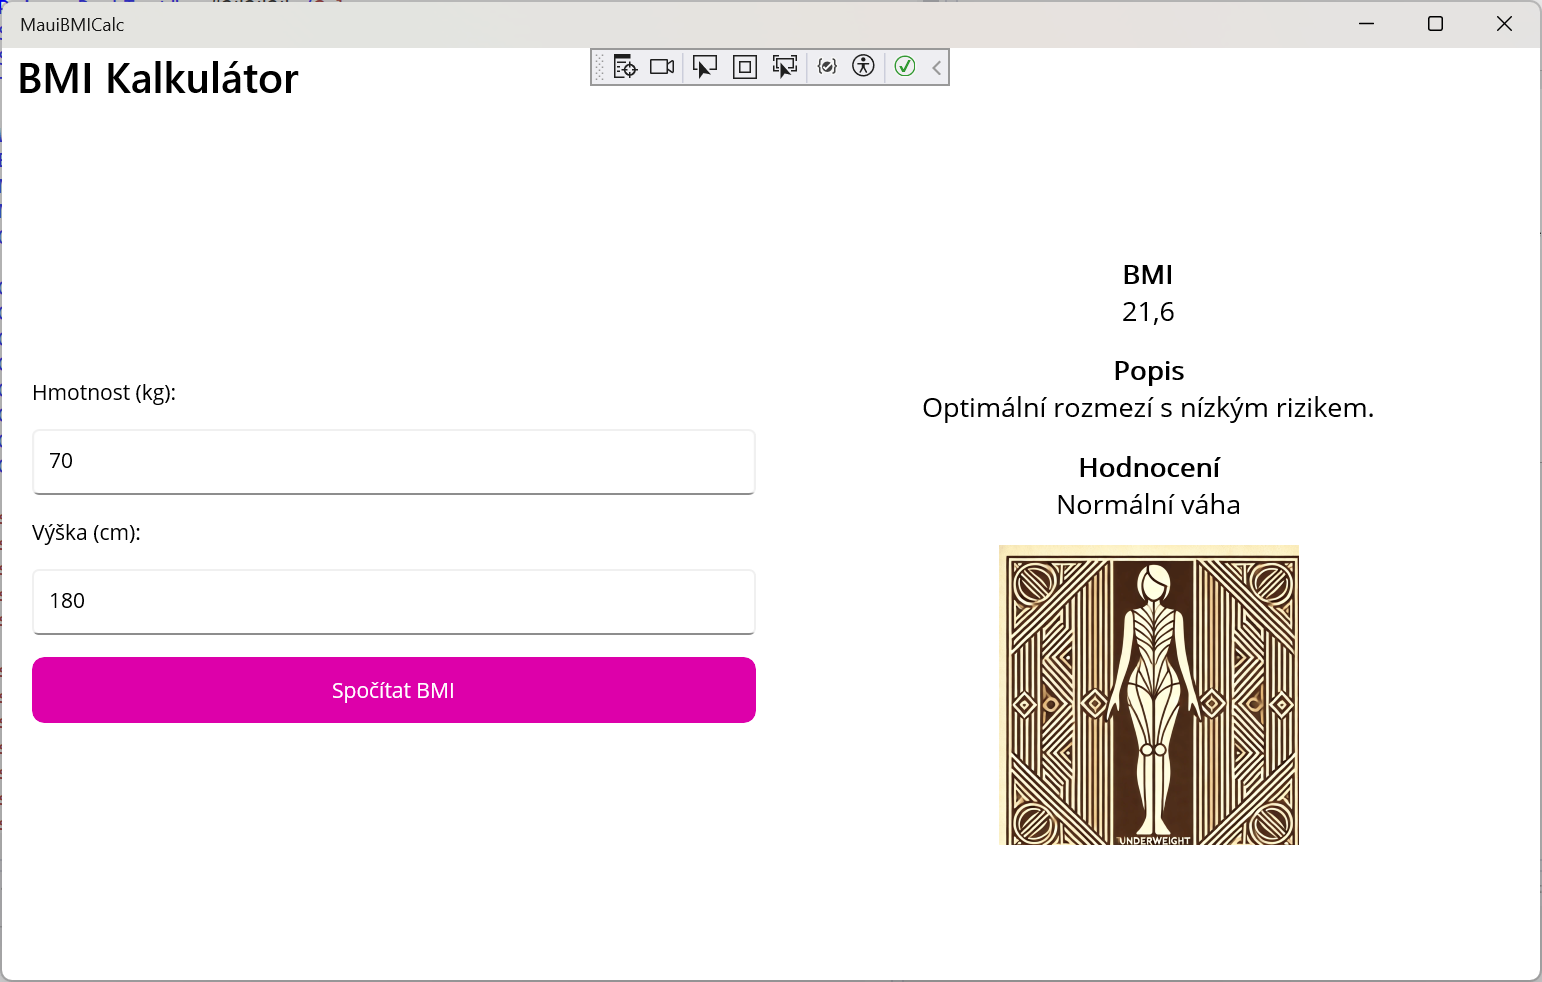 MauiBMICalc
BMI Kalkulátor
Hmotnost (kg):
70
Výška (cm):
180
Spočítat BMI
BMI
21,6
Popis
Optimální rozmezí s nízkým rizikem.
Hodnocení
Normální váha
UNDERWEIGHT